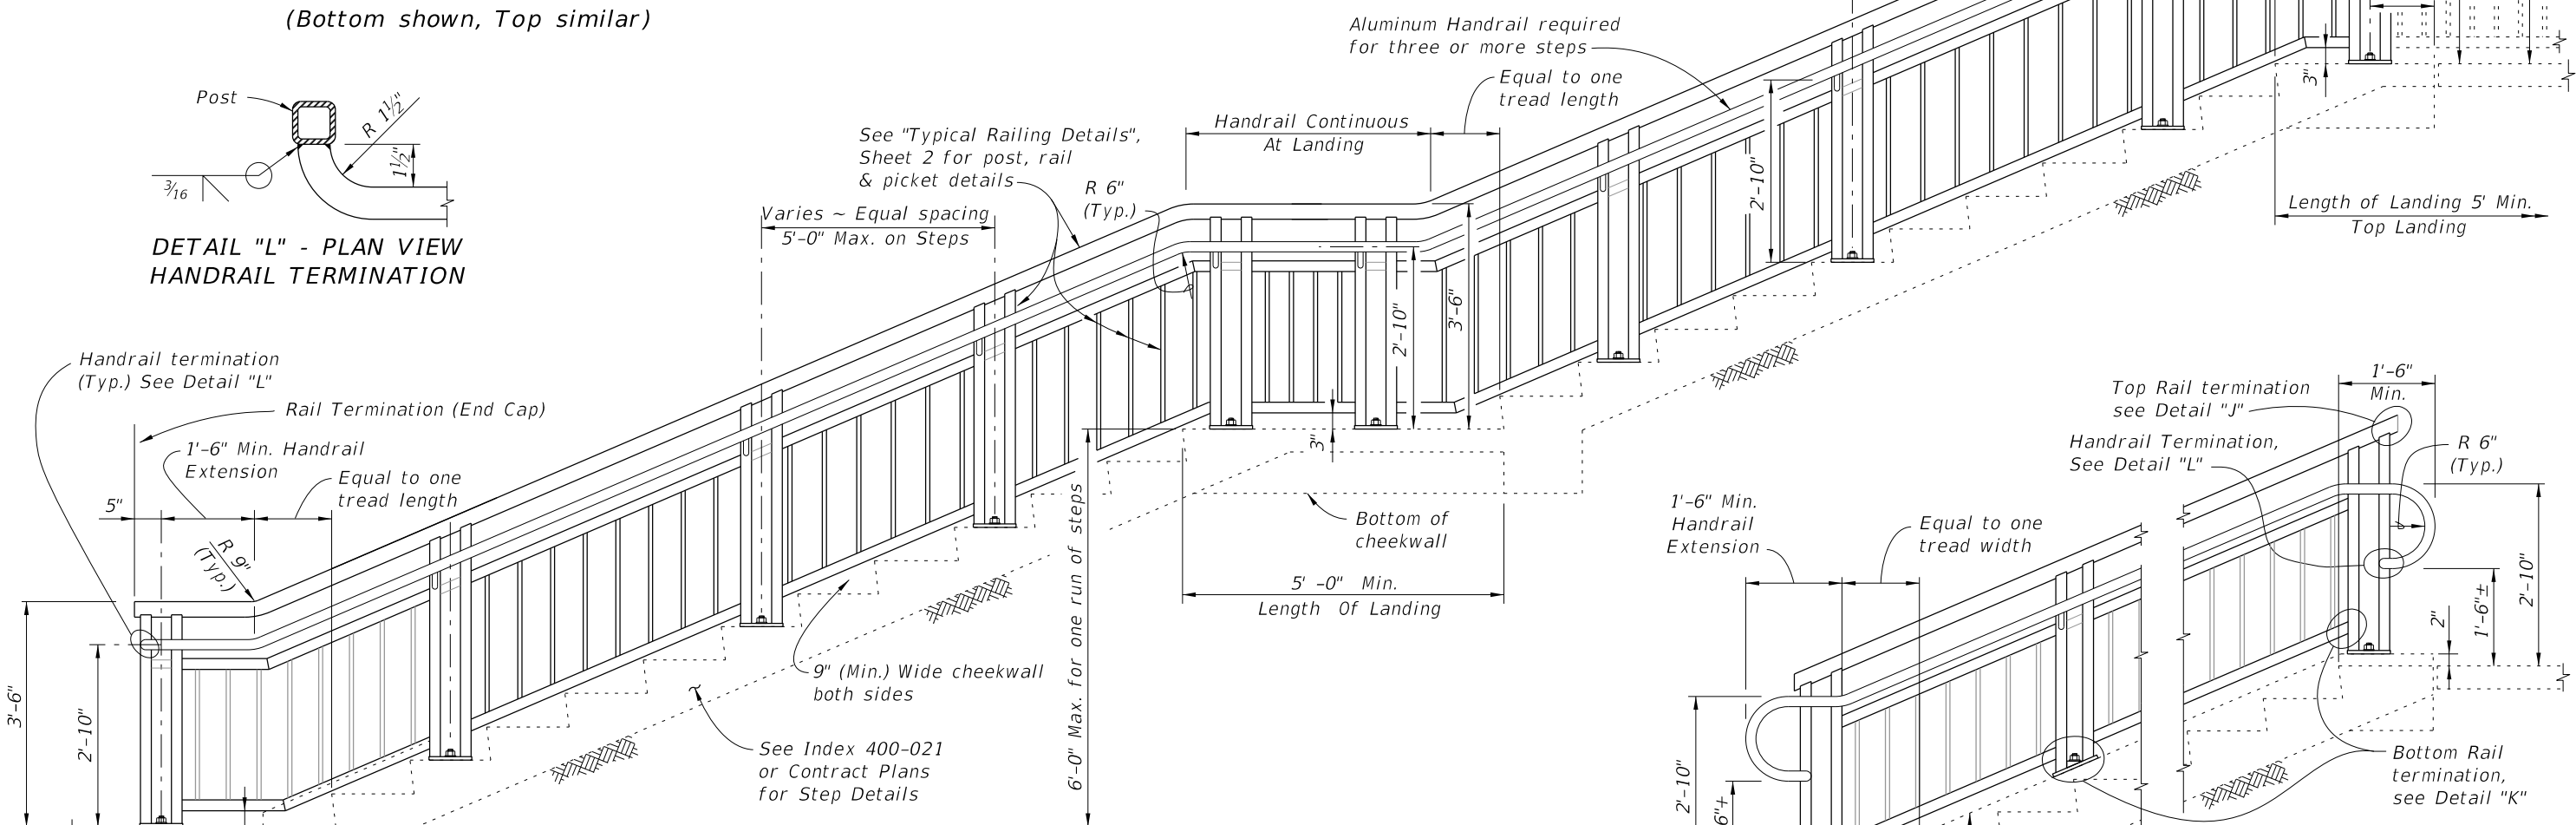 (Bottom shown, Top similar)
Post
R 1½"
1½"
3⁄16
DETAIL "L" - PLAN VIEW
HANDRAIL TERMINATION
Handrail termination
(Typ.) See Detail "L"
Rail Termination (End Cap)
1'-6" Min. Handrail
Extension
Equal to one
tread length
5"
R 9"
(Typ.)
3'-6"
2'-10"
See "Typical Railing Details",
Sheet 2 for post, rail
& picket details
Varies ~ Equal spacing
5'-0" Max. on Steps
R 6"
(Typ.)
Handrail Continuous
At Landing
Equal to one
tread length
Aluminum Handrail required
for three or more steps
2'-10"
3'-6"
3"
2'-10"
3"
Length of Landing 5' Min.
Top Landing
6'-0" Max. for one run of steps
Bottom of
cheekwall
5' -0" Min.
Length Of Landing
9" (Min.) Wide cheekwall
both sides
See Index 400-021
or Contract Plans
for Step Details
1'-6"
Min.
Top Rail termination
see Detail "J"
Handrail Termination,
See Detail "L"
R 6"
(Typ.)
1'-6" Min.
Handrail
Extension
Equal to one
tread width
2'-10"
1'-6"±
2"
2'-10"
6"±
Bottom Rail
termination,
see Detail "K"